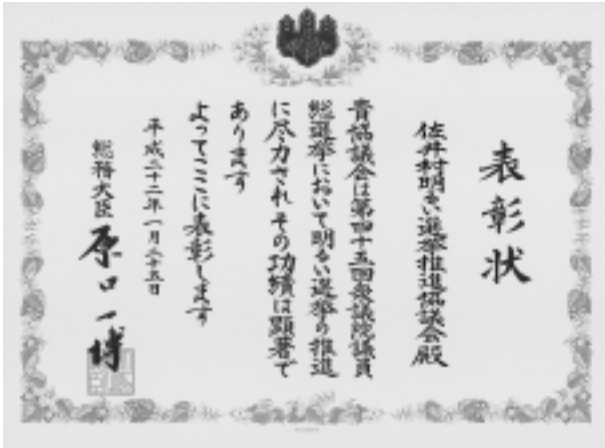 表彰状
佐井村明るい選挙推進協議会殿
貴協議会は第四十五回衆議院議員
総選挙において明るい選挙の推進
に尽力されその功績は顕著で
あります
よってここに表彰します
平成二十二年一月二十五日
総務大臣
原口一博